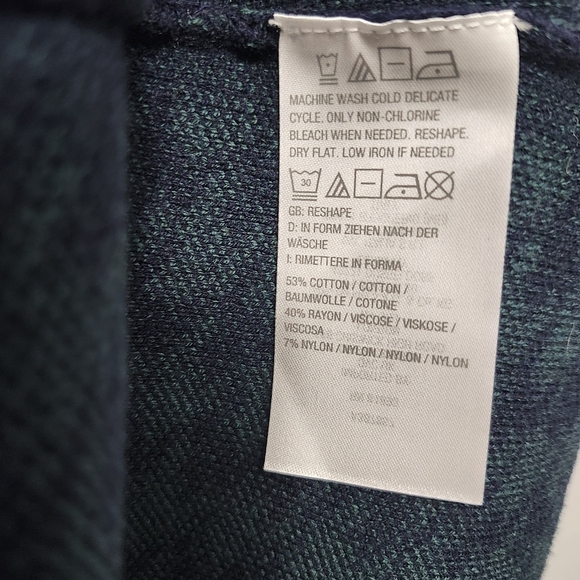 MACHINE WASH COLD DELICATE
CYCLE. ONLY NON-CHLORINE
BLEACH WHEN NEEDED. RESHAPE.
DRY FLAT. LOW IRON IF NEEDED
30
GB: RESHAPE
D: IN FORM ZIEHEN NACH DER
WÄSCHE
I: RIMETTERE IN FORMA
53% COTTON / COTTON /
BAUMWOLLE / COTONE
40% RAYON / VISCOSE / VISKOSE /
VISCOSA
7% NYLON / NYLON / NYLON / NYLON